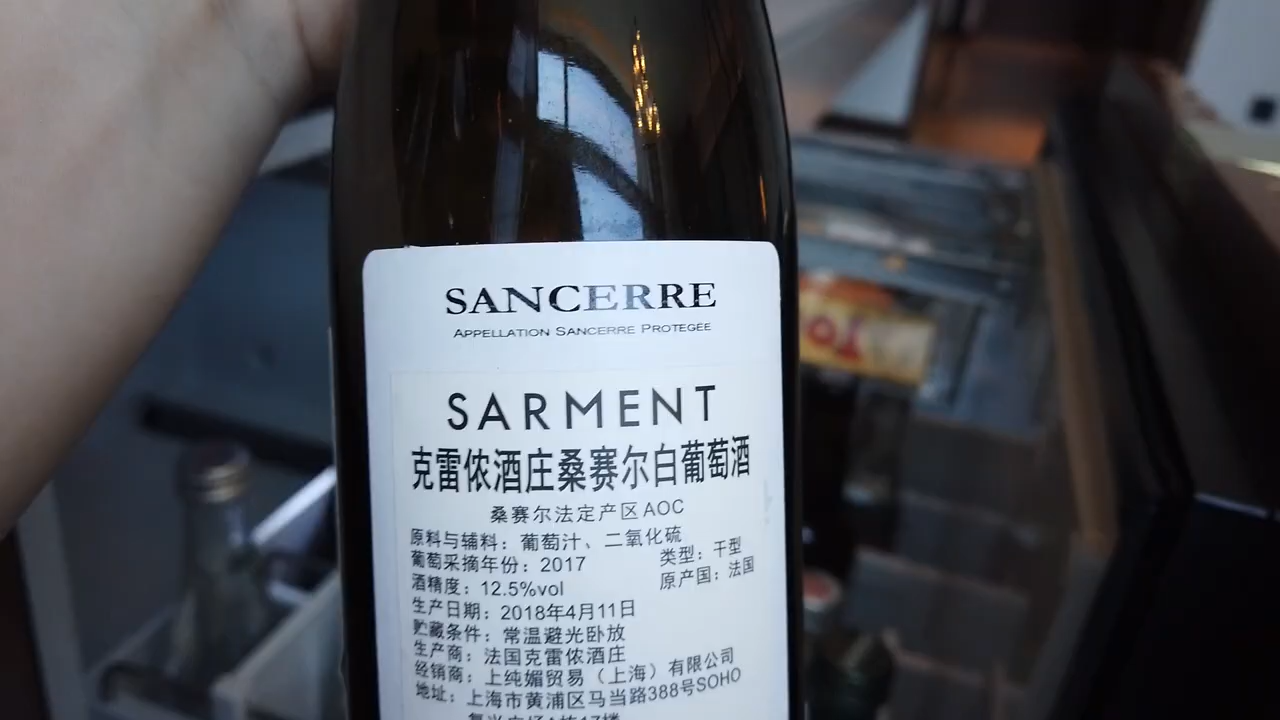 SANCERRE
APPELLATION SANCERRE PROTEGÉE
SARMENT
克雷侬酒庄桑赛尔白葡萄酒
桑赛尔法定产区AOC
原料与辅料：葡萄汁、二氧化硫
葡萄采摘年份：2017 类型：干型
酒精度：12.5%vol 原产国：法国
生产日期：2018年4月11日
贮藏条件：常温避光卧放
生产商：法国克雷侬酒庄
经销商：上纯媚贸易（上海）有限公司
地址：上海市黄浦区马当路388号SOHO